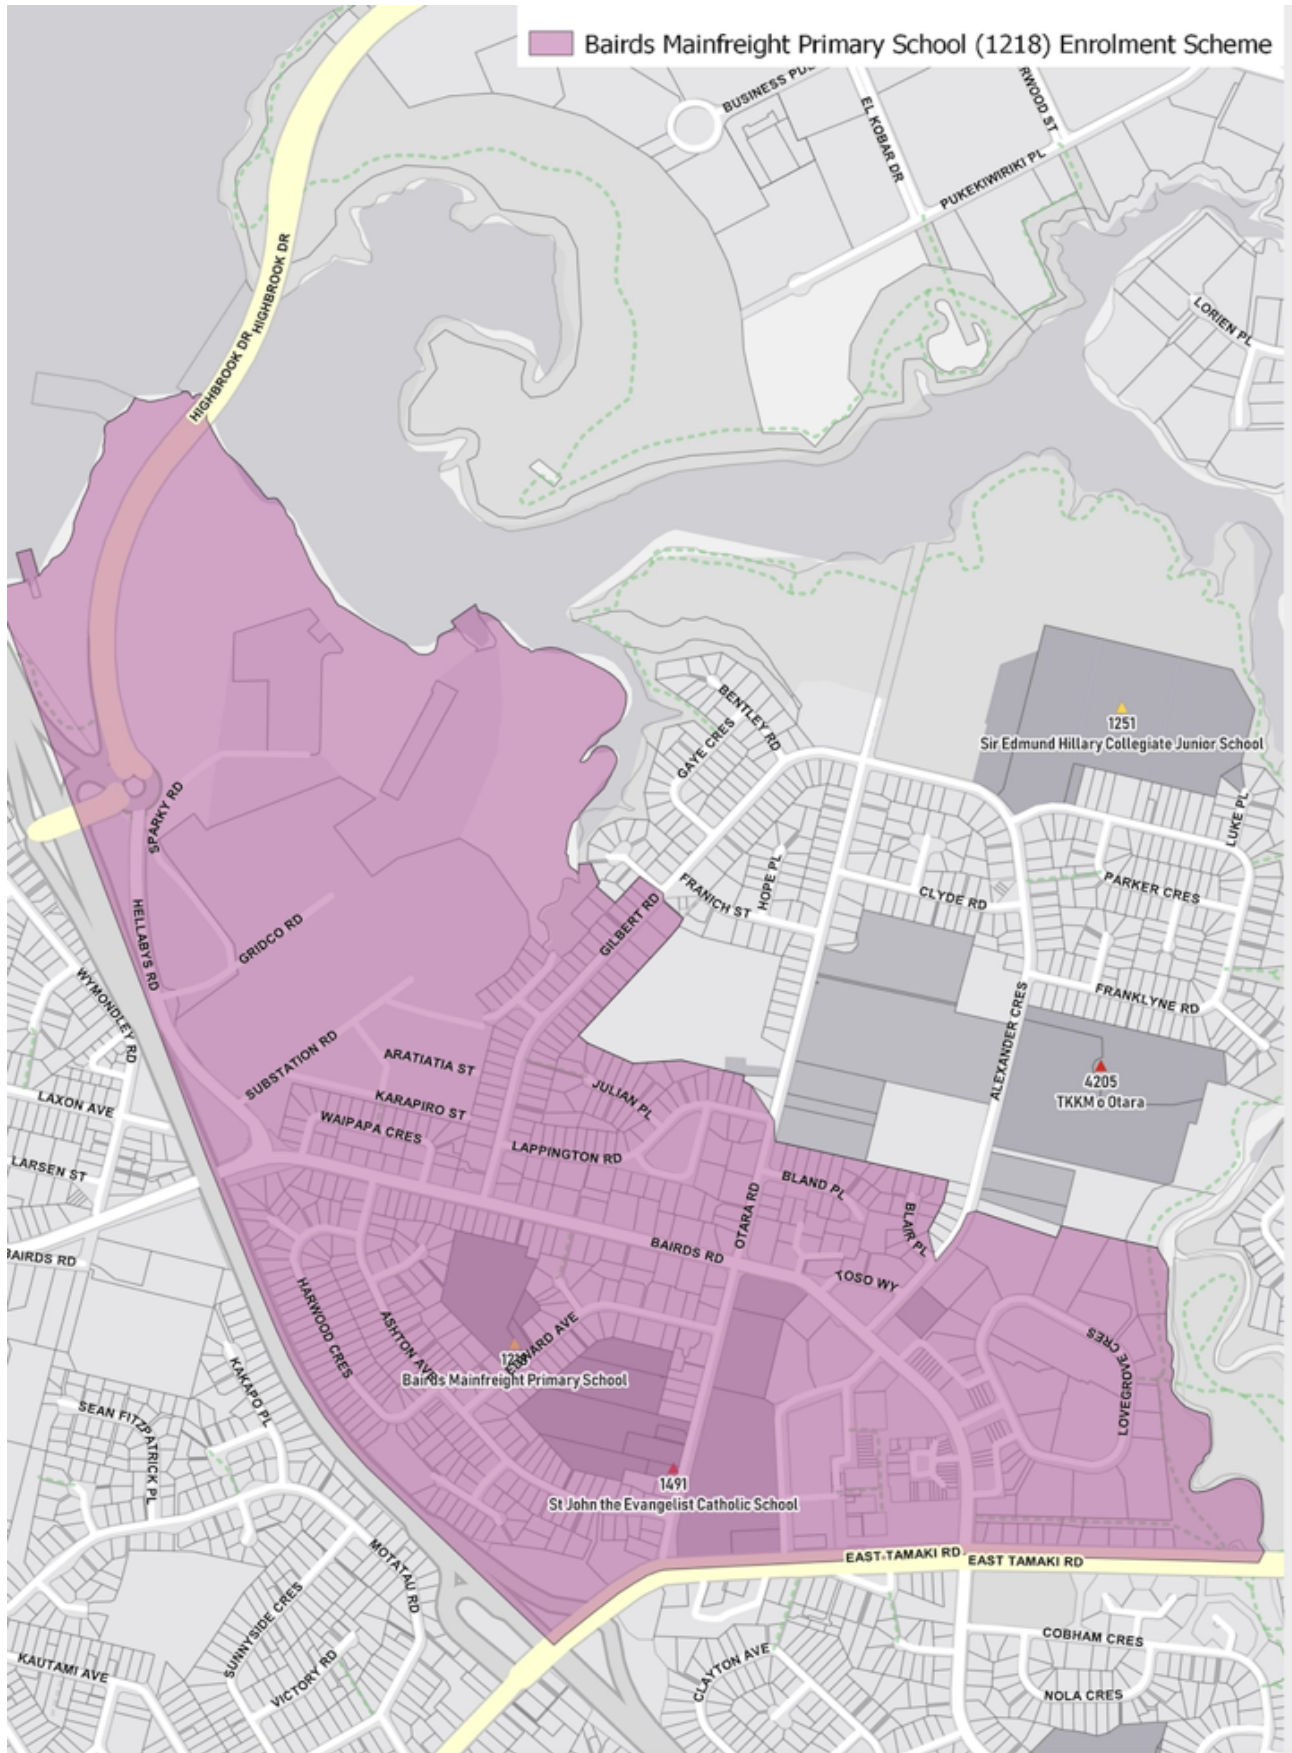 Bairds Mainfreight Primary School (1218) Enrolment Scheme
EL KOBAR DR
PUKEKIWIRIKI PL
HIGHBROOK DR
HIGHBROOK DR
LORIEN PL
BENTLEY RD
GAYE CRES
1251
Sir Edmund Hillary Collegiate Junior School
SPARKY RD
LUKE PL
HOPE PL
FRANICH ST
CLYDE RD
PARKER CRES
GILBERT RD
HELLABYS RD
GRIDCO RD
WYMONDLEY RD
FRANKLYNE RD
ALEXANDER CRES
SUBSTATION RD
ARATIATIA ST
JULIAN PL
4205
TKKM o Otara
LAXON AVE
KARAPIRO ST
WAIPAPA CRES
LAPPINGTON RD
LARSEN ST
BLAND PL
OTARA RD
BLAIR PL
BAIRDS RD
BAIRDS RD
YOSO WY
HARWOOD CRES
ASHTON AVE
Bairds Mainfreight Primary School
LOVEGROVE CRES
KAKAPO PL
SEAN FITZPATRICK PL
1491
St John the Evangelist Catholic School
MOTATAU RD
EAST TAMAKI RD
EAST TAMAKI RD
SUNNYSIDE CRES
COBHAM CRES
CLAYTON AVE
KAUTAMI AVE
VICTORY RD
NOLA CRES